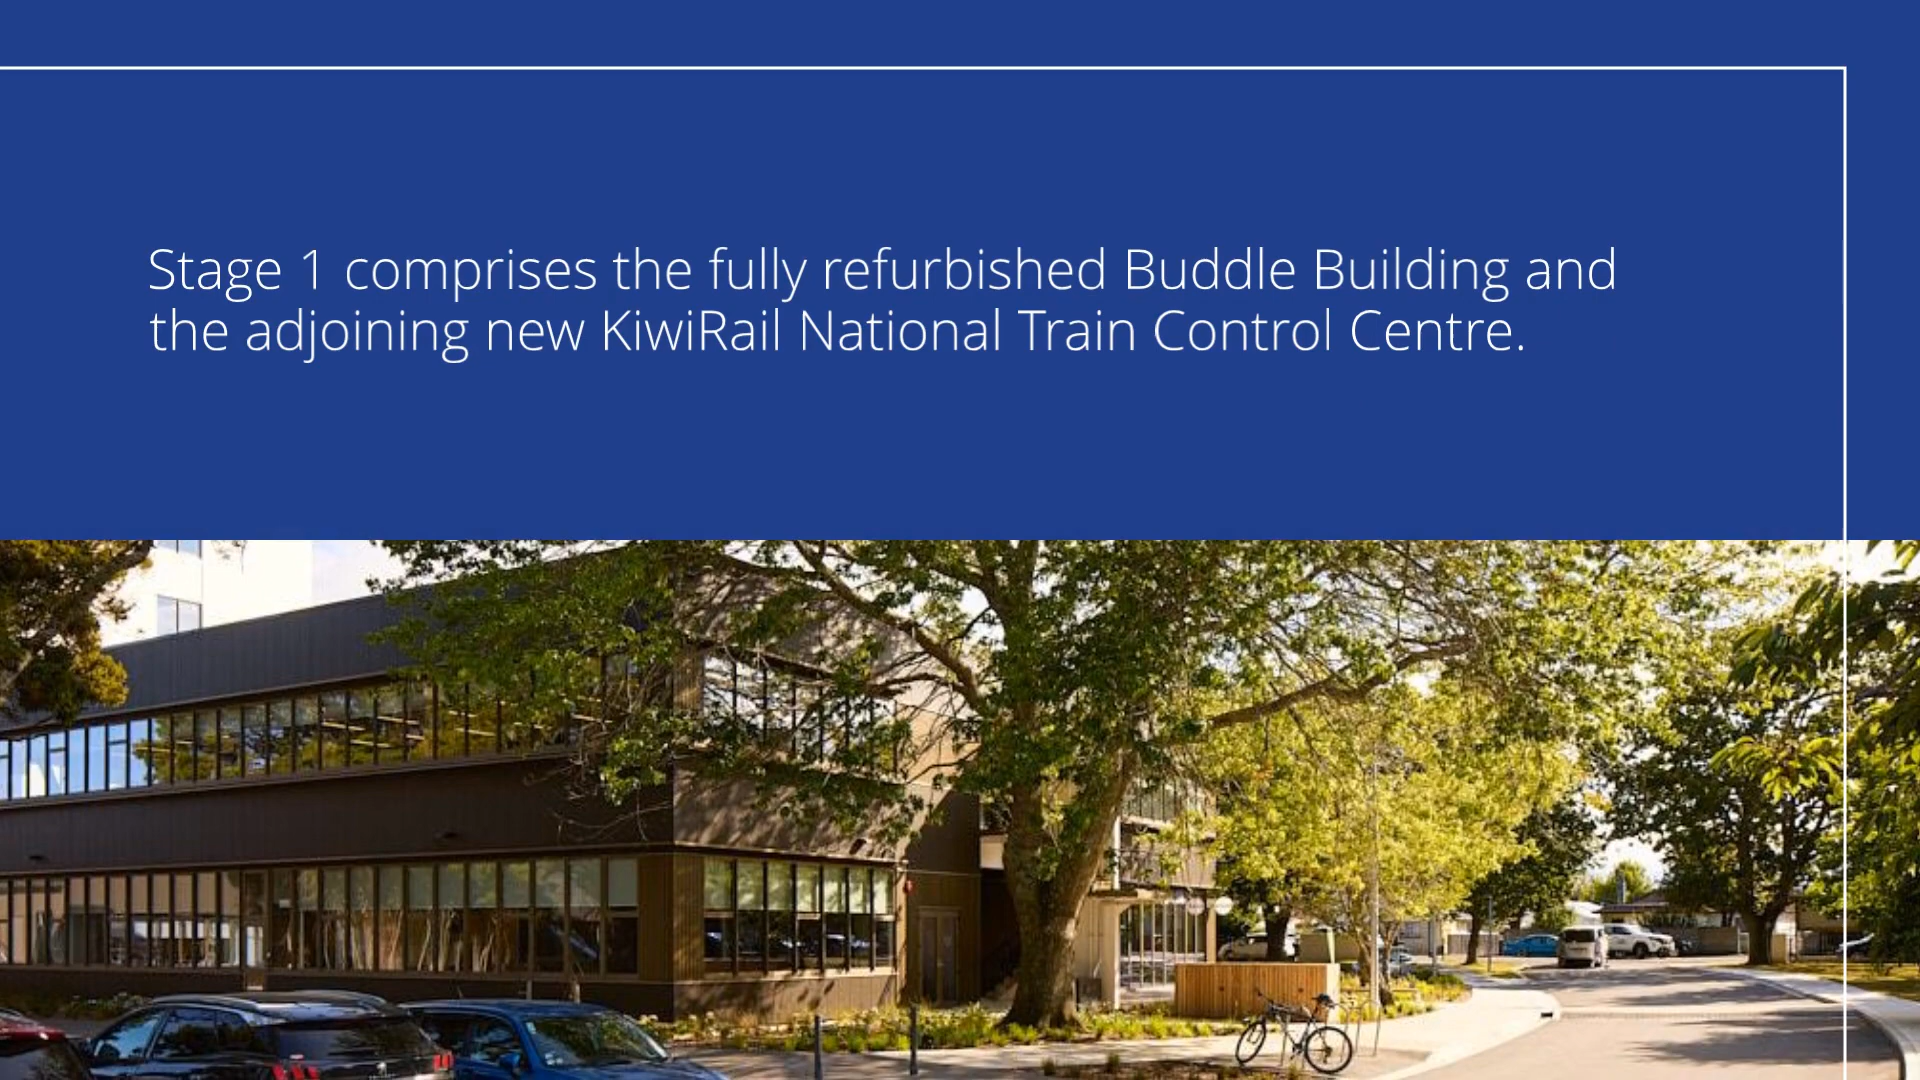 Stage 1 comprises the fully refurbished Buddle Building and
the adjoining new KiwiRail National Train Control Centre.